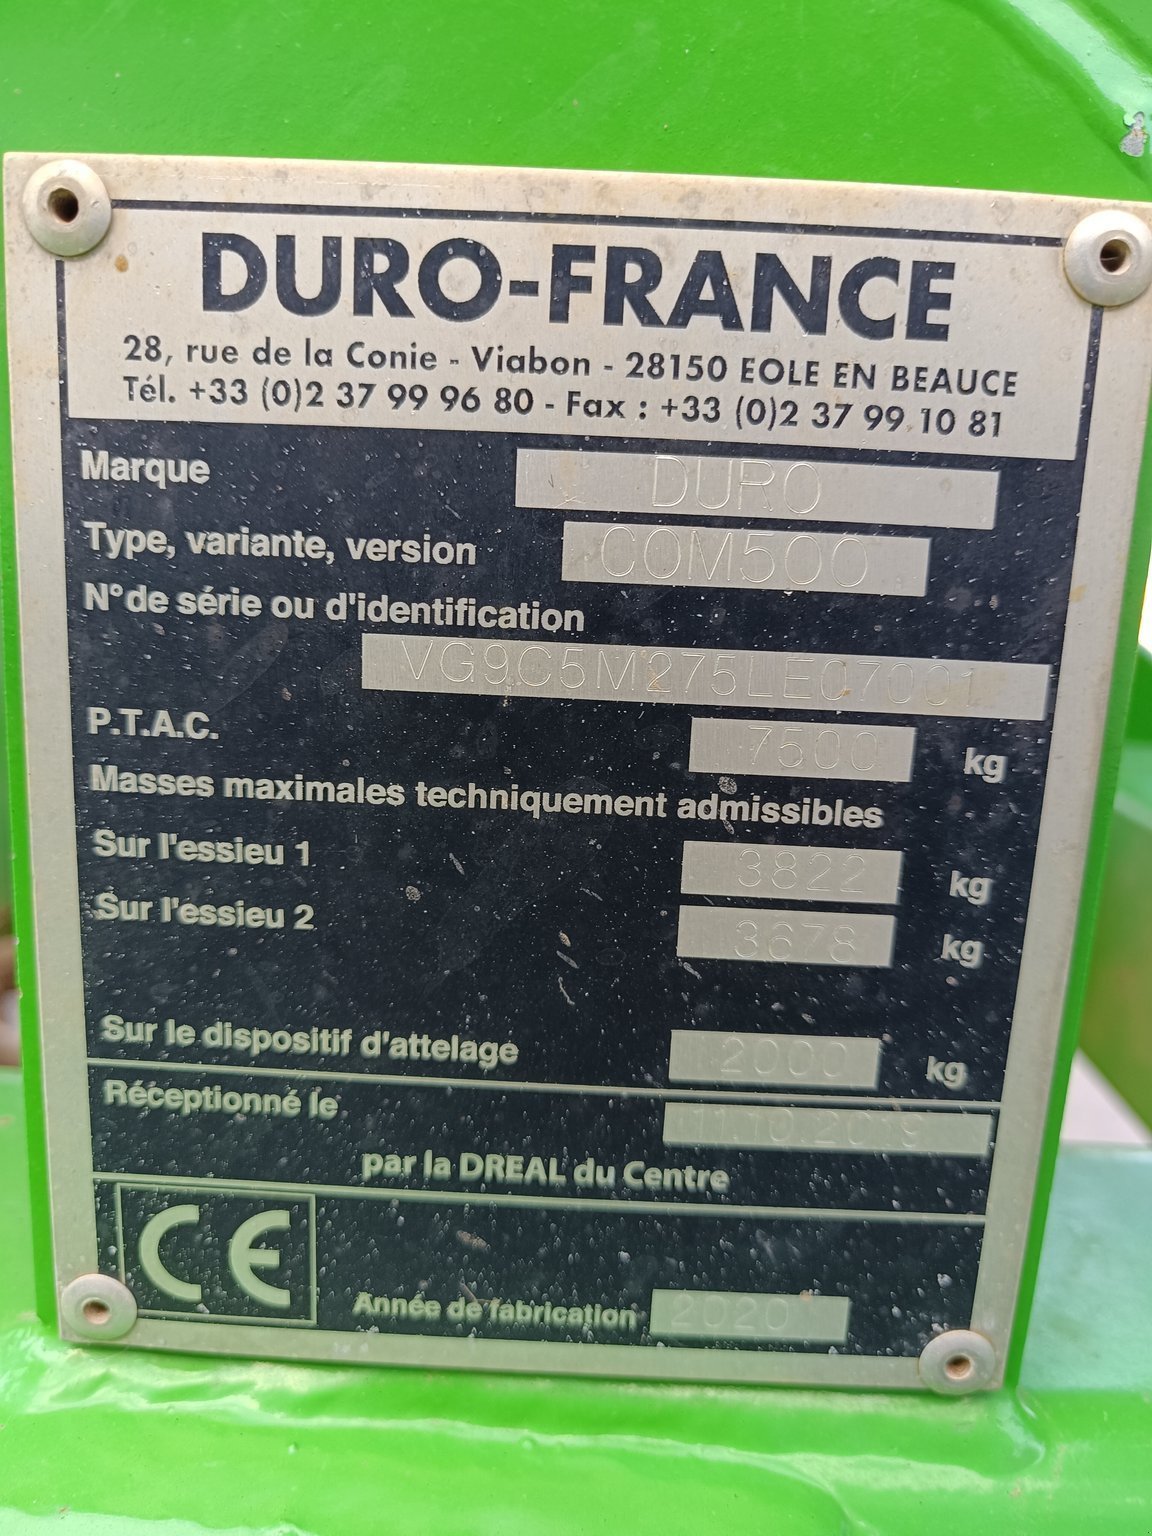 DURO-FRANCE
28, rue de la Conie - Viabon - 28150 EOLE EN BEAUCE
Tél. +33 (0)2 37 99 96 80 - Fax : +33 (0)2 37 99 10 81
Marque DURO
Type, variante, version COM500
N°de série ou d'identification
VG9C5M275LE07001
P.T.A.C. 7500 kg
Masses maximales techniquement admissibles
Sur l'essieu 1 3822 kg
Sur l'essieu 2 3678 kg
Sur le dispositif d'attelage 2000 kg
Réceptionné le 11.10.2019
par la DREAL du Centre
CE
Année de fabrication 2020